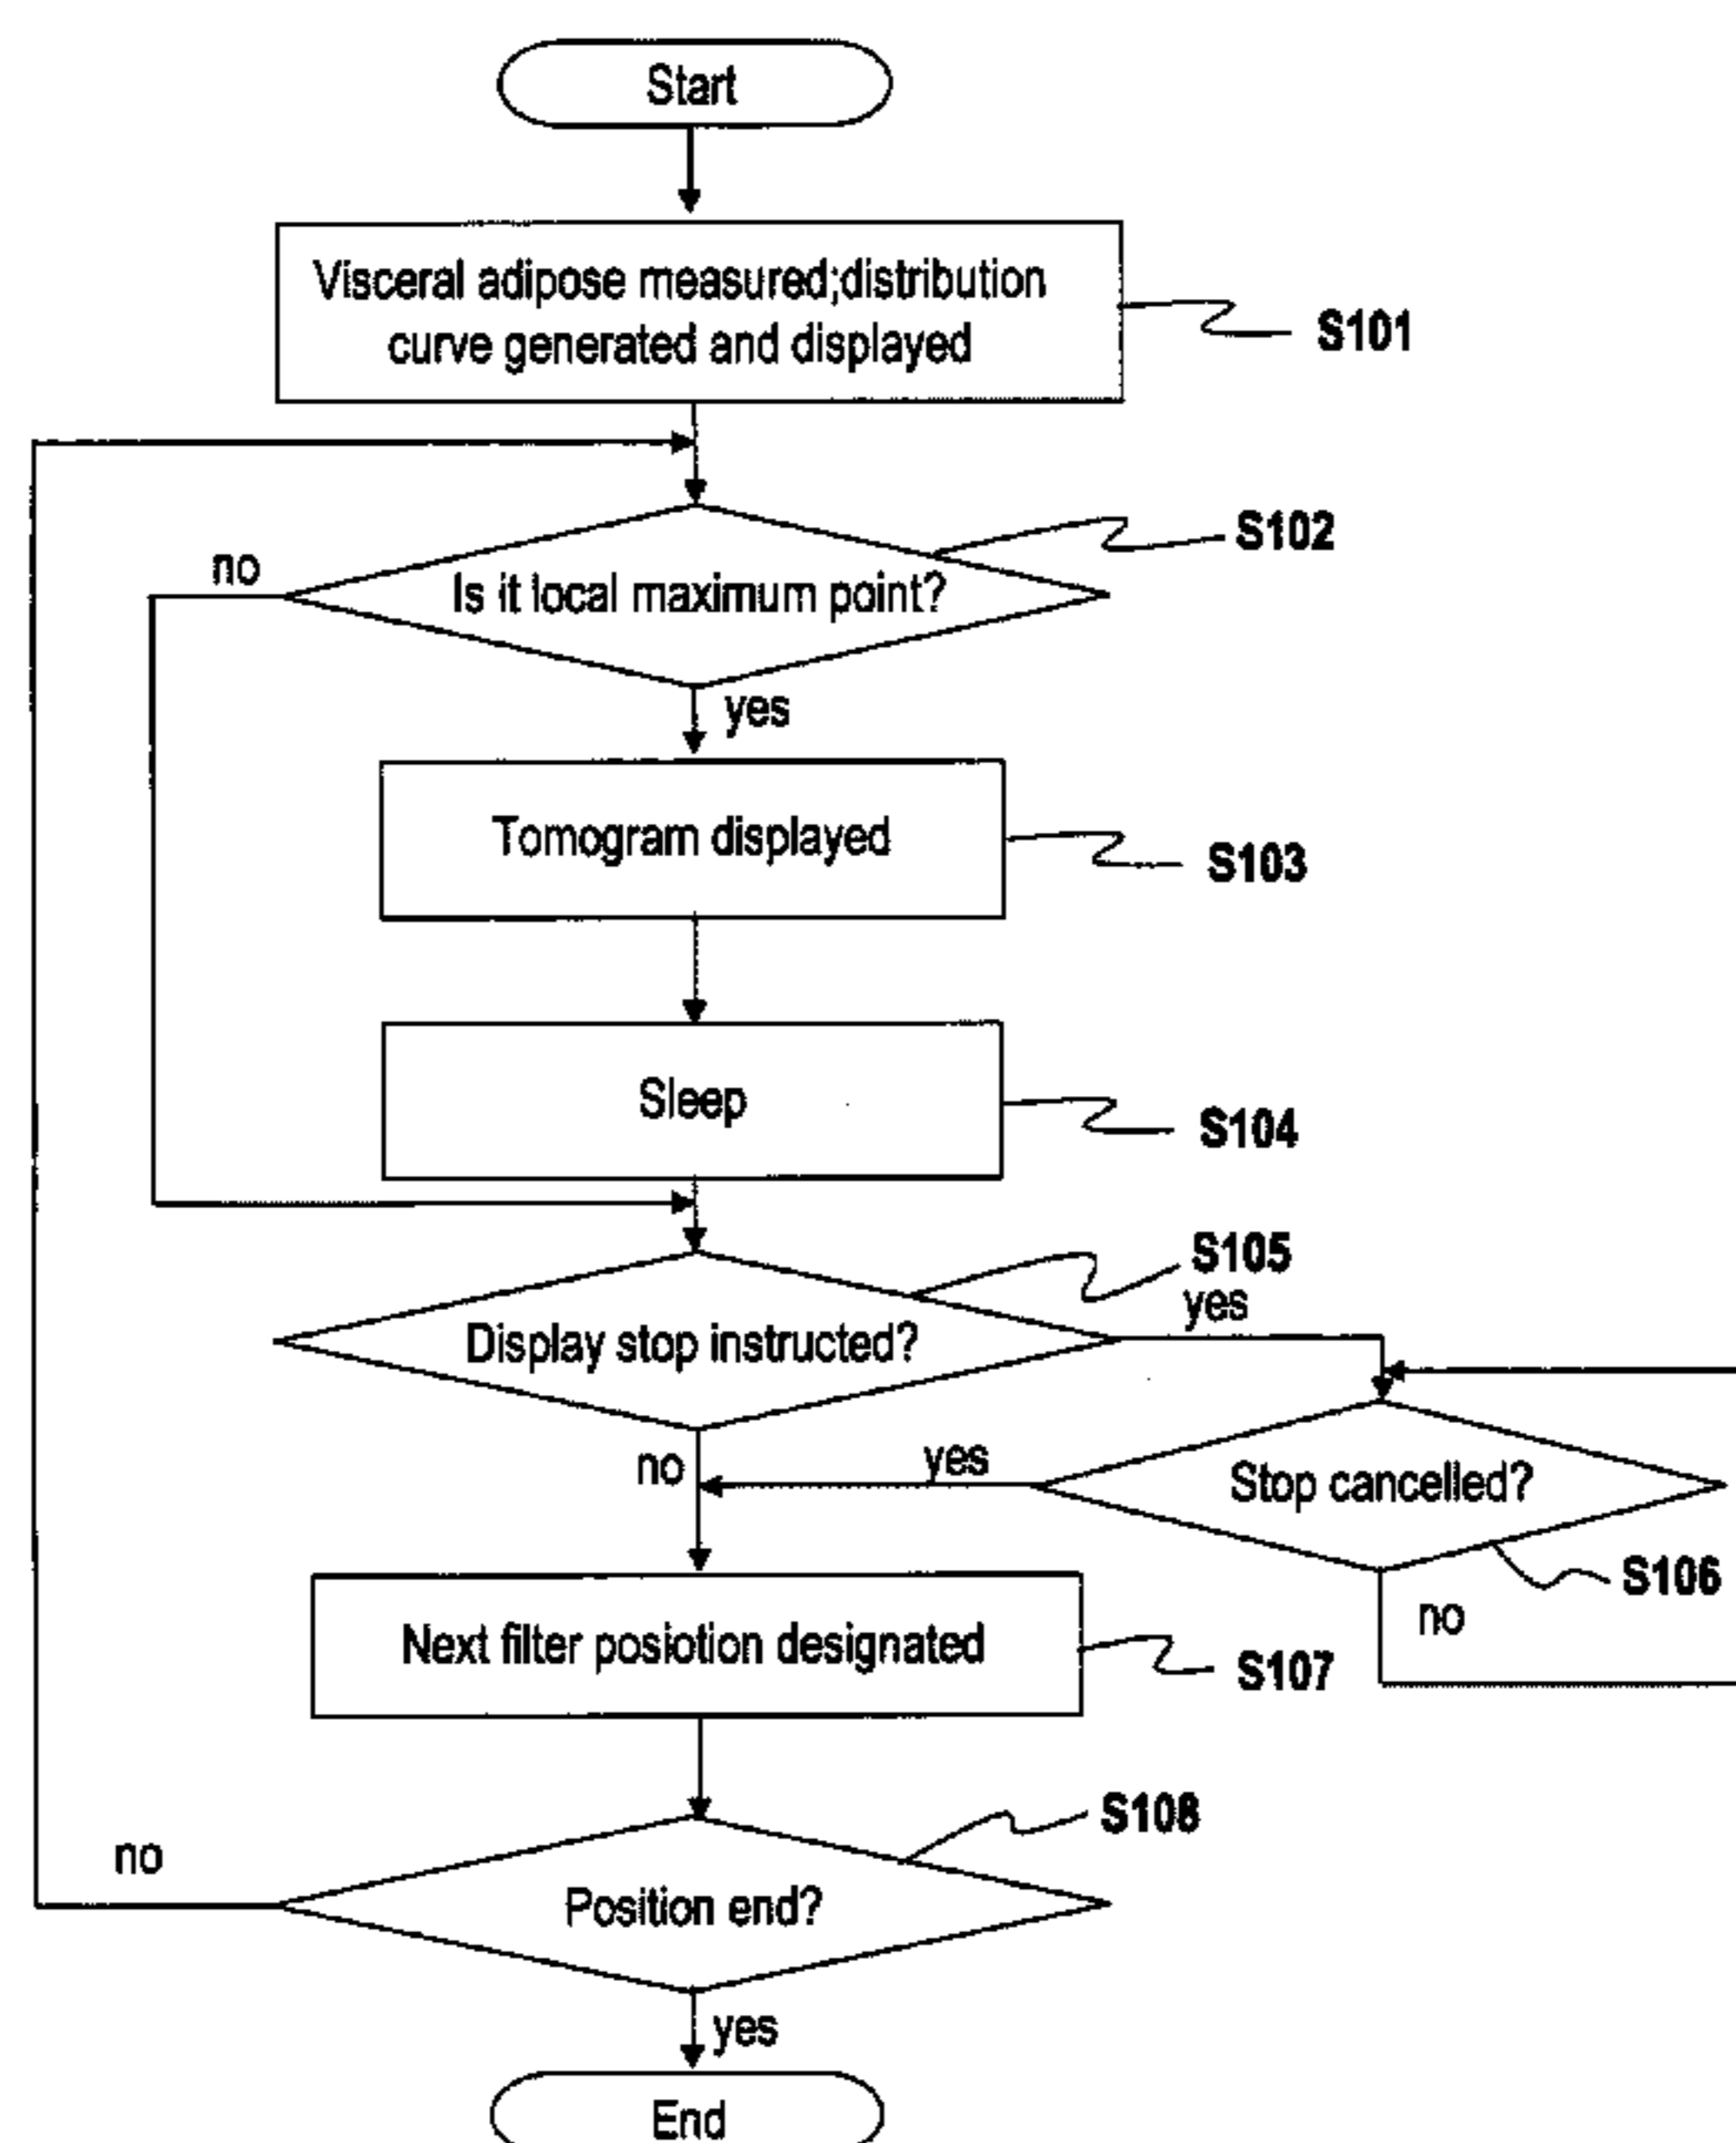 Start
Visceral adipose measured;distribution
curve generated and displayed
S101
S102
no
Is it local maximum point?
yes
Tomogram displayed
S103
Sleep
S104
S105
yes
Display stop instructed?
no
yes
Stop cancelled?
S106
no
Next filter posiotion designated
S107
S108
no
Position end?
yes
End